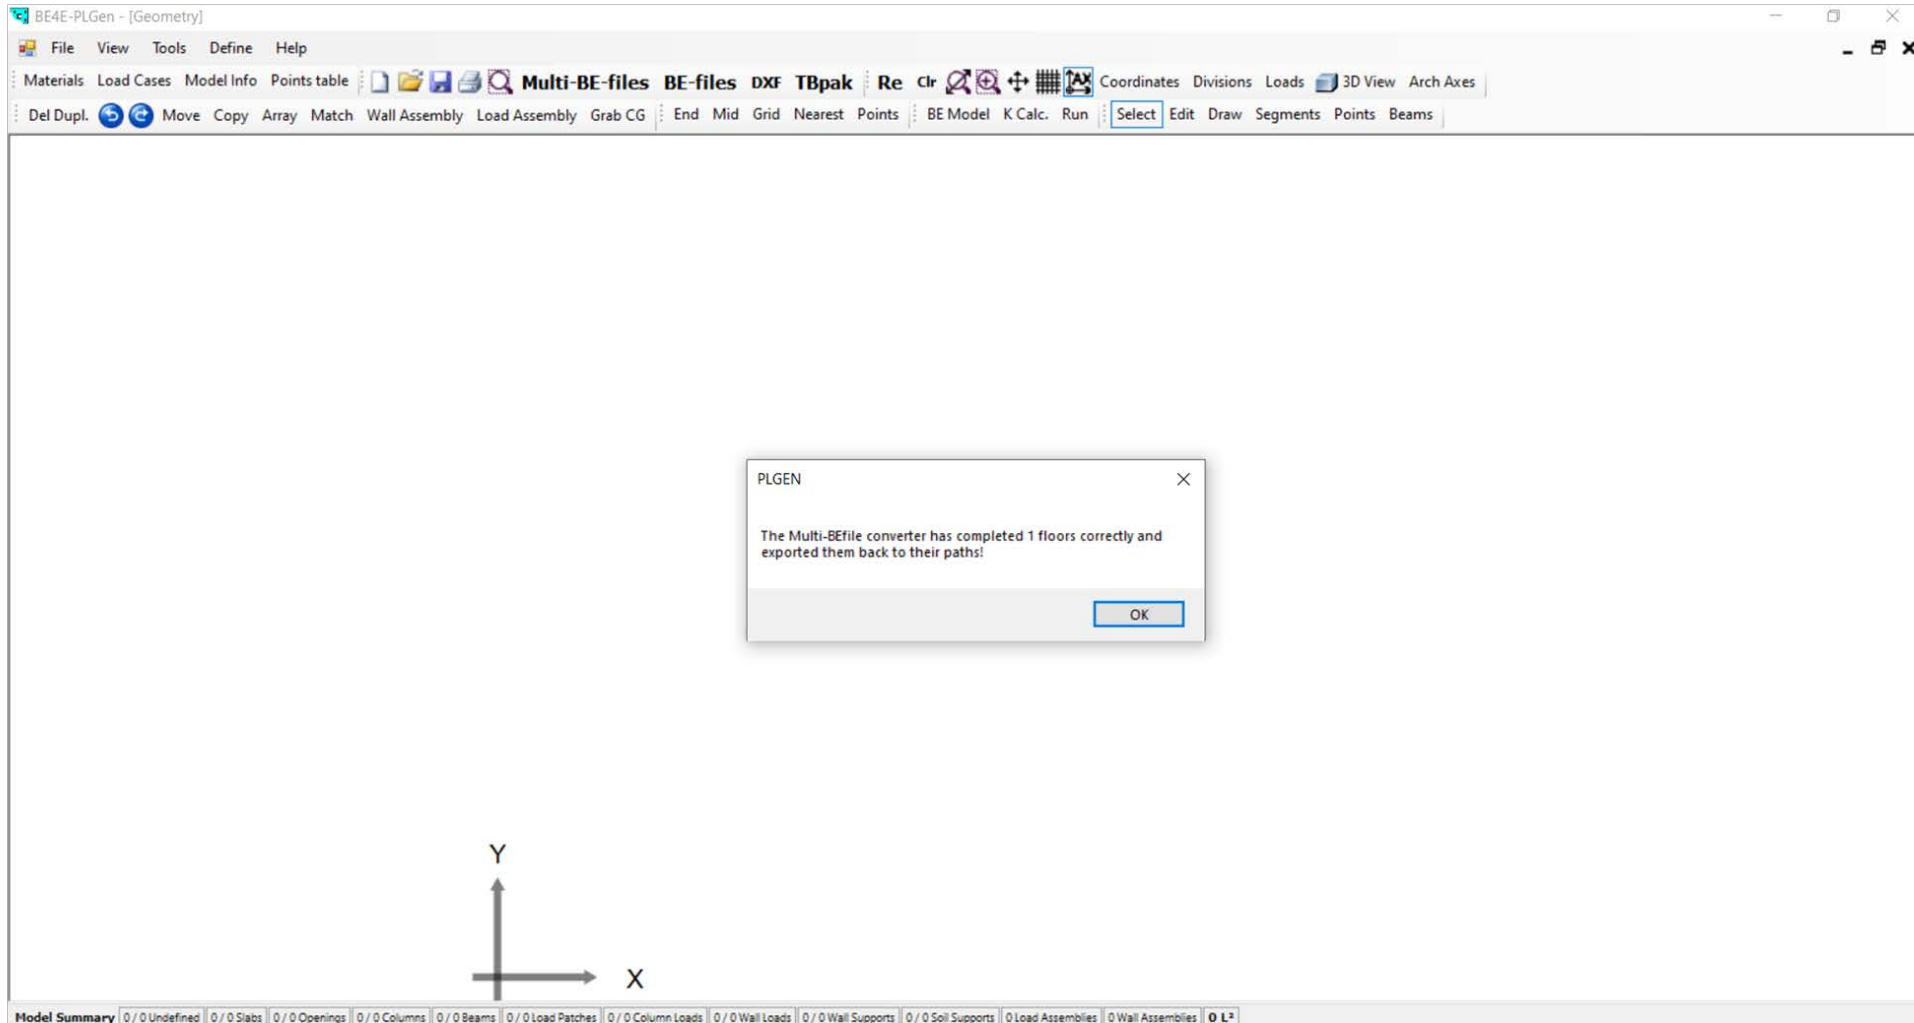 BE4E-PLGen - [Geometry]
File View Tools Define Help
Materials Load Cases Model Info Points table Multi-BE-files BE-files DXF TBpak Re Clr AX Coordinates Divisions Loads 3D View Arch Axes
Del Dupl. Move Copy Array Match Wall Assembly Load Assembly Grab CG End Mid Grid Nearest Points BE Model K Calc. Run Select Edit Draw Segments Points Beams
PLGEN
The Multi-BEfile converter has completed 1 floors correctly and
exported them back to their paths!
OK
Y
X
Model Summary 0 / 0 Undefined 0 / 0 Slabs 0 / 0 Openings 0 / 0 Columns 0 / 0 Beams 0 / 0 Load Patches 0 / 0 Column Loads 0 / 0 Wall Loads 0 / 0 Wall Supports 0 / 0 Soil Supports 0 Load Assemblies 0 Wall Assemblies 0 L²